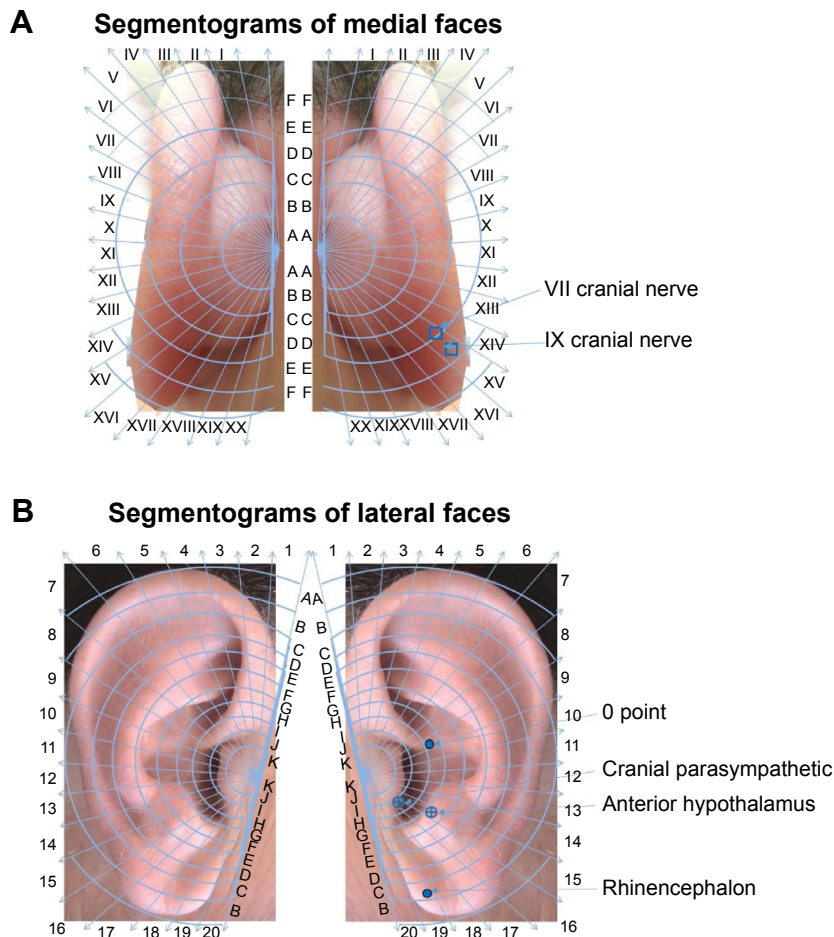 A
Segmentograms of medial faces
IV III II I I II III IV
V V
VI VI
VII VII
VIII VIII
IX IX
X X
XI XI
XII XII
XIII XIII
XIV XIV
XV XV
XVI XVII XVIII XIX XX XX XIX XVIII XVII XVI
F F
E E
D D
C C
B B
A A
A A
B B
C C
D D
E E
F F
VII cranial nerve
IX cranial nerve
B
Segmentograms of lateral faces
6 5 4 3 2 1 1 2 3 4 5 6
7 7
8 8
9 9
10 10
11 11
12 12
13 13
14 14
15 15
16 17 18 19 20 20 19 18 17 16
A A
B B
C C
D D
E E
F F
G G
H H
I I
J J
K K
K K
J J
I I
H H
G G
F F
E E
D D
C C
B B
0 point
Cranial parasympathetic
Anterior hypothalamus
Rhinencephalon